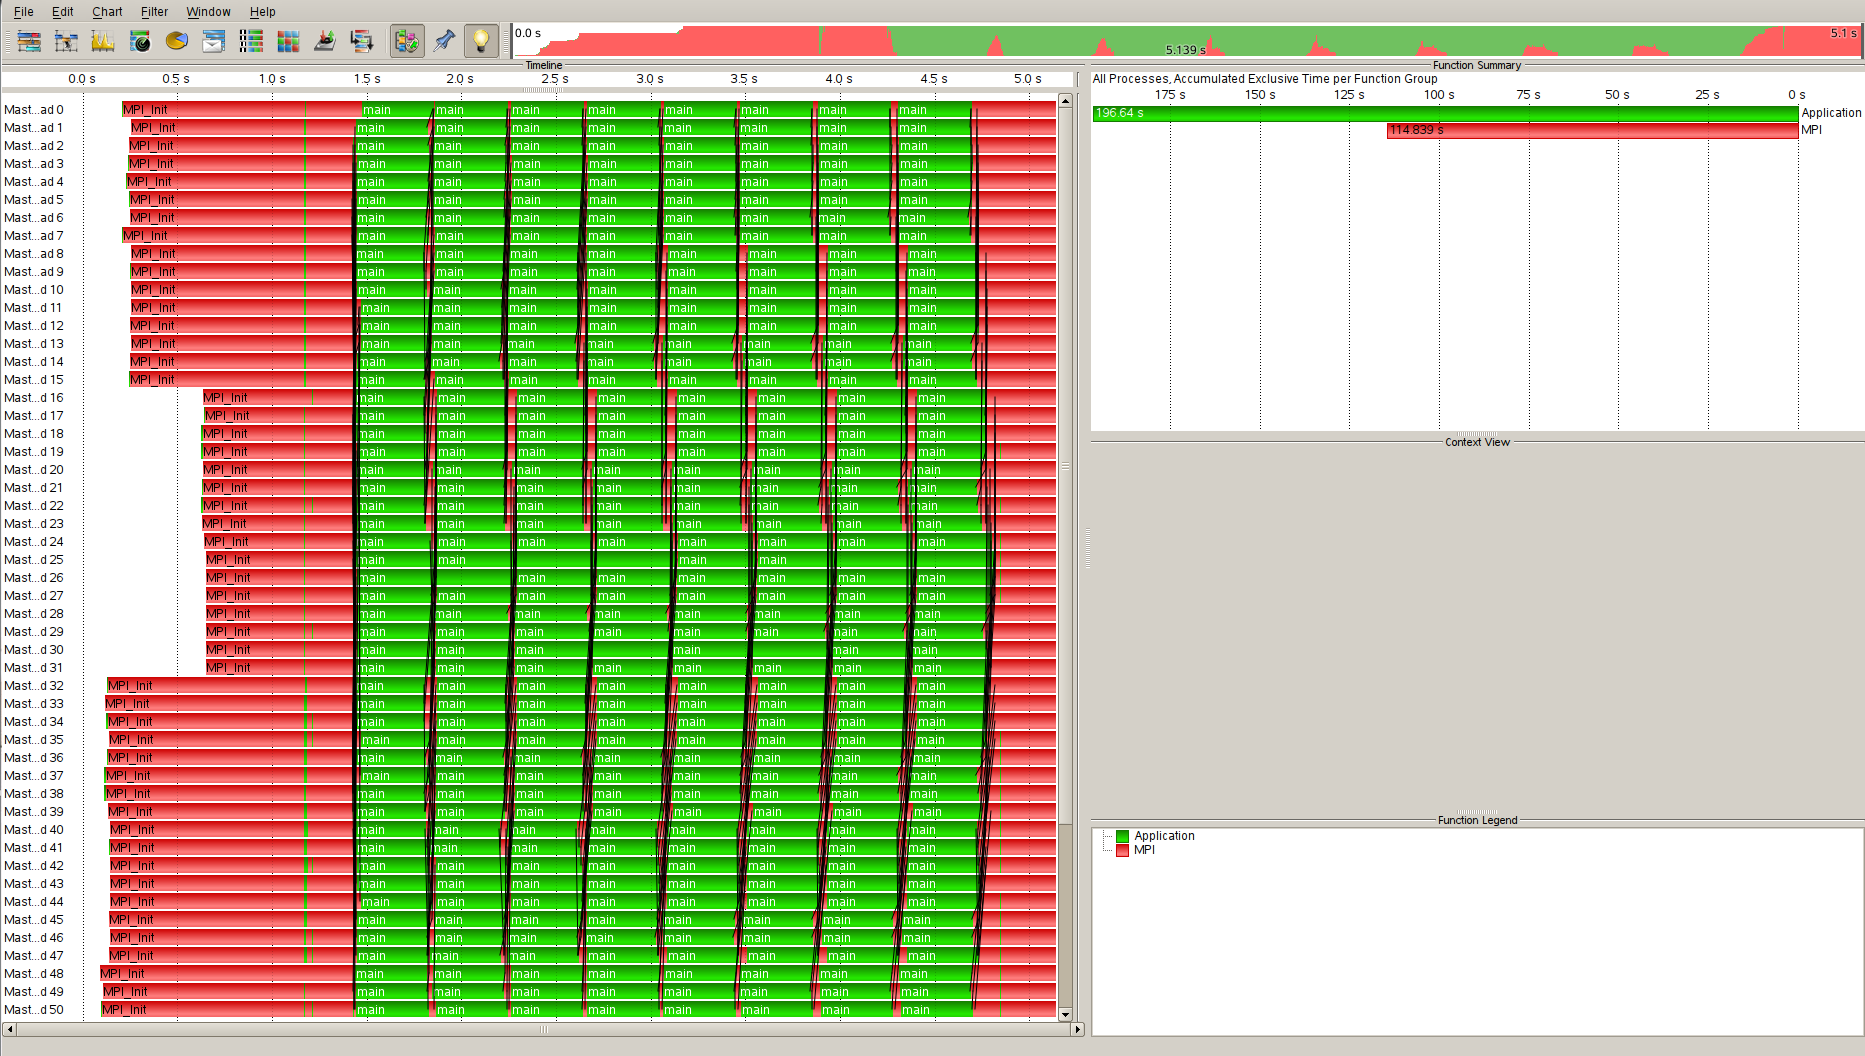 File Edit Chart Filter Window Help
0.0 s 5.139 s 5.1 s
Timeline
0.0 s 0.5 s 1.0 s 1.5 s 2.0 s 2.5 s 3.0 s 3.5 s 4.0 s 4.5 s 5.0 s
Mast...ad 0 MPI_Init main main main main main main main main
Mast...ad 1 MPI_Init main main main main main main main main
Mast...ad 2 MPI_Init main main main main main main main main
Mast...ad 3 MPI_Init main main main main main main main main
Mast...ad 4 MPI_Init main main main main main main main main
Mast...ad 5 MPI_Init main main main main main main main main
Mast...ad 6 MPI_Init main main main main main main main main
Mast...ad 7 MPI_Init main main main main main main main main
Mast...ad 8 MPI_Init main main main main main main main main
Mast...ad 9 MPI_Init main main main main main main main main
Mast...d 10 MPI_Init main main main main main main main main
Mast...d 11 MPI_Init main main main main main main main main
Mast...d 12 MPI_Init main main main main main main main main
Mast...d 13 MPI_Init main main main main main main main main
Mast...d 14 MPI_Init main main main main main main main main
Mast...d 15 MPI_Init main main main main main main main main
Mast...d 16 MPI_Init main main main main main main main main
Mast...d 17 MPI_Init main main main main main main main main
Mast...d 18 MPI_Init main main main main main main main main
Mast...d 19 MPI_Init main main main main main main main main
Mast...d 20 MPI_Init main main main main main main main main
Mast...d 21 MPI_Init main main main main main main main main
Mast...d 22 MPI_Init main main main main main main main main
Mast...d 23 MPI_Init main main main main main main main main
Mast...d 24 MPI_Init main main main main main main main main
Mast...d 25 MPI_Init main main main main
Mast...d 26 MPI_Init main main main main main main main
Mast...d 27 MPI_Init main main main main main main main
Mast...d 28 MPI_Init main main main main main main main
Mast...d 29 MPI_Init main main main main main main
Mast...d 30 MPI_Init main main main main main
Mast...d 31 MPI_Init main main main main main main main
Mast...d 32 MPI_Init main main main main main main main main
Mast...d 33 MPI_Init main main main main main main main main
Mast...d 34 MPI_Init main main main main main main main main
Mast...d 35 MPI_Init main main main main main main main main
Mast...d 36 MPI_Init main main main main main main main main
Mast...d 37 MPI_Init main main main main main main main main
Mast...d 38 MPI_Init main main main main main main main main
Mast...d 39 MPI_Init main main main main main main main main
Mast...d 40 MPI_Init main main main main main main main main
Mast...d 41 MPI_Init main main main main main main main main
Mast...d 42 MPI_Init main main main main main main main main
Mast...d 43 MPI_Init main main main main main main main main
Mast...d 44 MPI_Init main main main main main main main main
Mast...d 45 MPI_Init main main main main main main main main
Mast...d 46 MPI_Init main main main main main main main main
Mast...d 47 MPI_Init main main main main main main main main
Mast...d 48 MPI_Init main main main main main main main main
Mast...d 49 MPI_Init main main main main main main main main
Mast...d 50 MPI_Init main main main main main main main main
Function Summary
All Processes, Accumulated Exclusive Time per Function Group
175 s 150 s 125 s 100 s 75 s 50 s 25 s 0 s
196.64 s Application
114.839 s MPI
Context View
Function Legend
Application
MPI